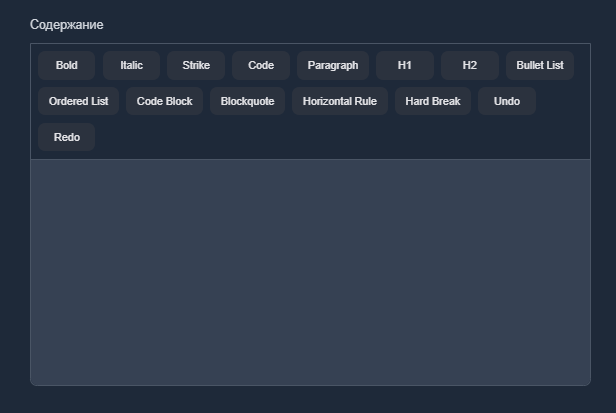 Содержание
Bold Italic Strike Code Paragraph H1 H2 Bullet List
Ordered List Code Block Blockquote Horizontal Rule Hard Break Undo
Redo